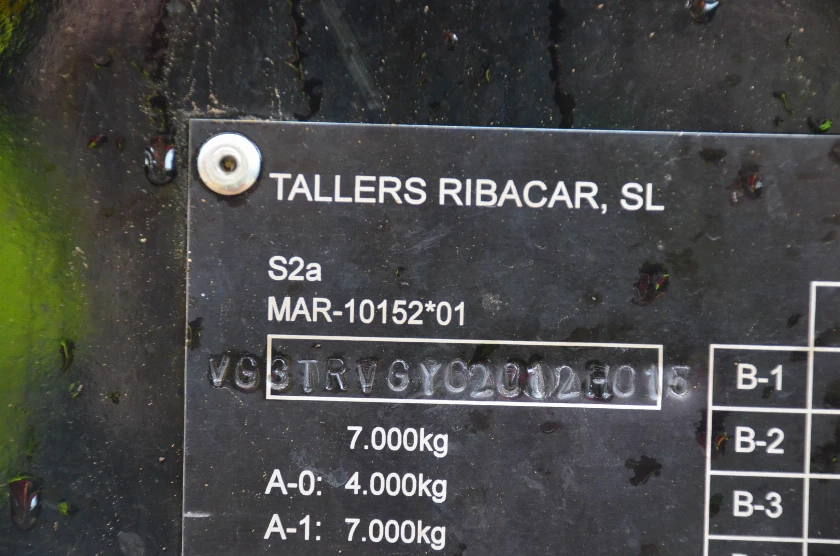 TALLERS RIBACAR, SL
S2a
MAR-10152*01
7.000kg
A-0: 4.000kg
A-1: 7.000kg
B-1
B-2
B-3